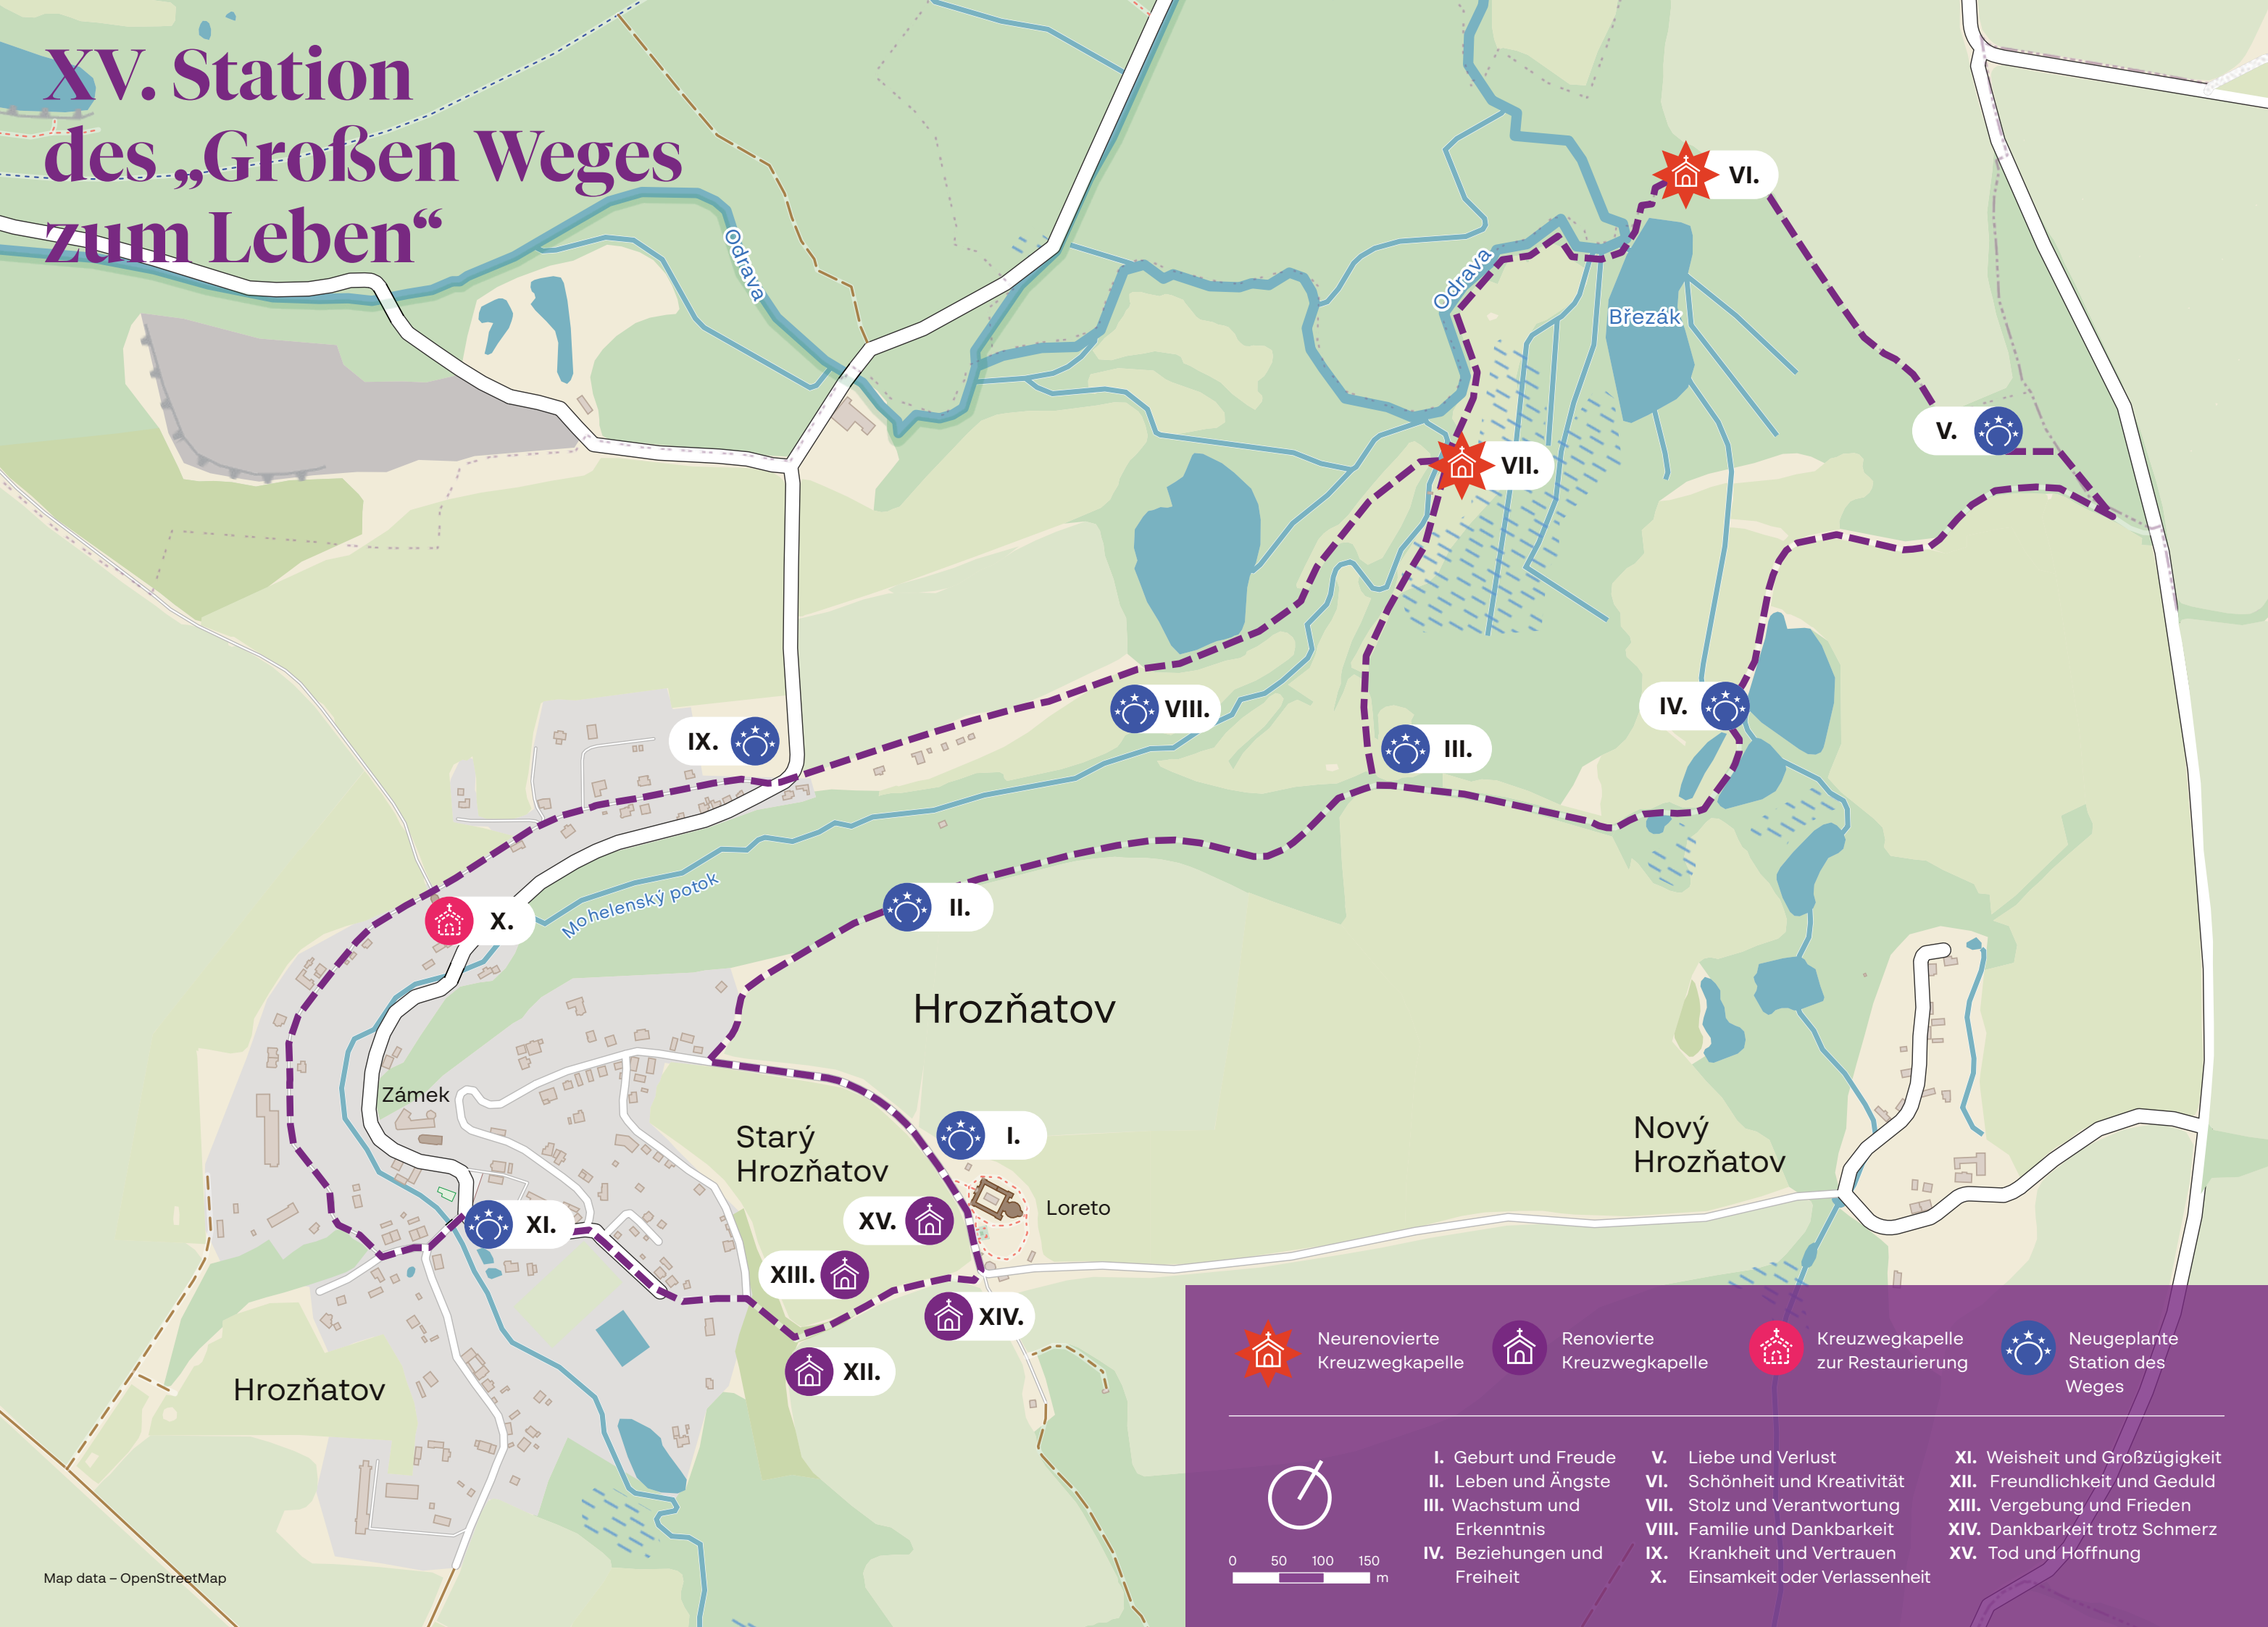 XV. Station
des „Großen Weges
zum Leben“
Odrava
Odrava
Březák
VI.
V.
VII.
IV.
VIII.
III.
IX.
X.
II.
Mohelenský potok
Hrozňatov
Zámek
I.
Starý
Hrozňatov
Loreto
Nový
Hrozňatov
XI.
XV.
XIII.
XIV.
XII.
Hrozňatov
Map data – OpenStreetMap
Neurenovierte
Kreuzwegkapelle
Renovierte
Kreuzwegkapelle
Kreuzwegkapelle
zur Restaurierung
Neugeplante
Station des
Weges
0 50 100 150
m
I. Geburt und Freude
II. Leben und Ängste
III. Wachstum und
Erkenntnis
IV. Beziehungen und
Freiheit
V. Liebe und Verlust
VI. Schönheit und Kreativität
VII. Stolz und Verantwortung
VIII. Familie und Dankbarkeit
IX. Krankheit und Vertrauen
X. Einsamkeit oder Verlassenheit
XI. Weisheit und Großzügigkeit
XII. Freundlichkeit und Geduld
XIII. Vergebung und Frieden
XIV. Dankbarkeit trotz Schmerz
XV. Tod und Hoffnung